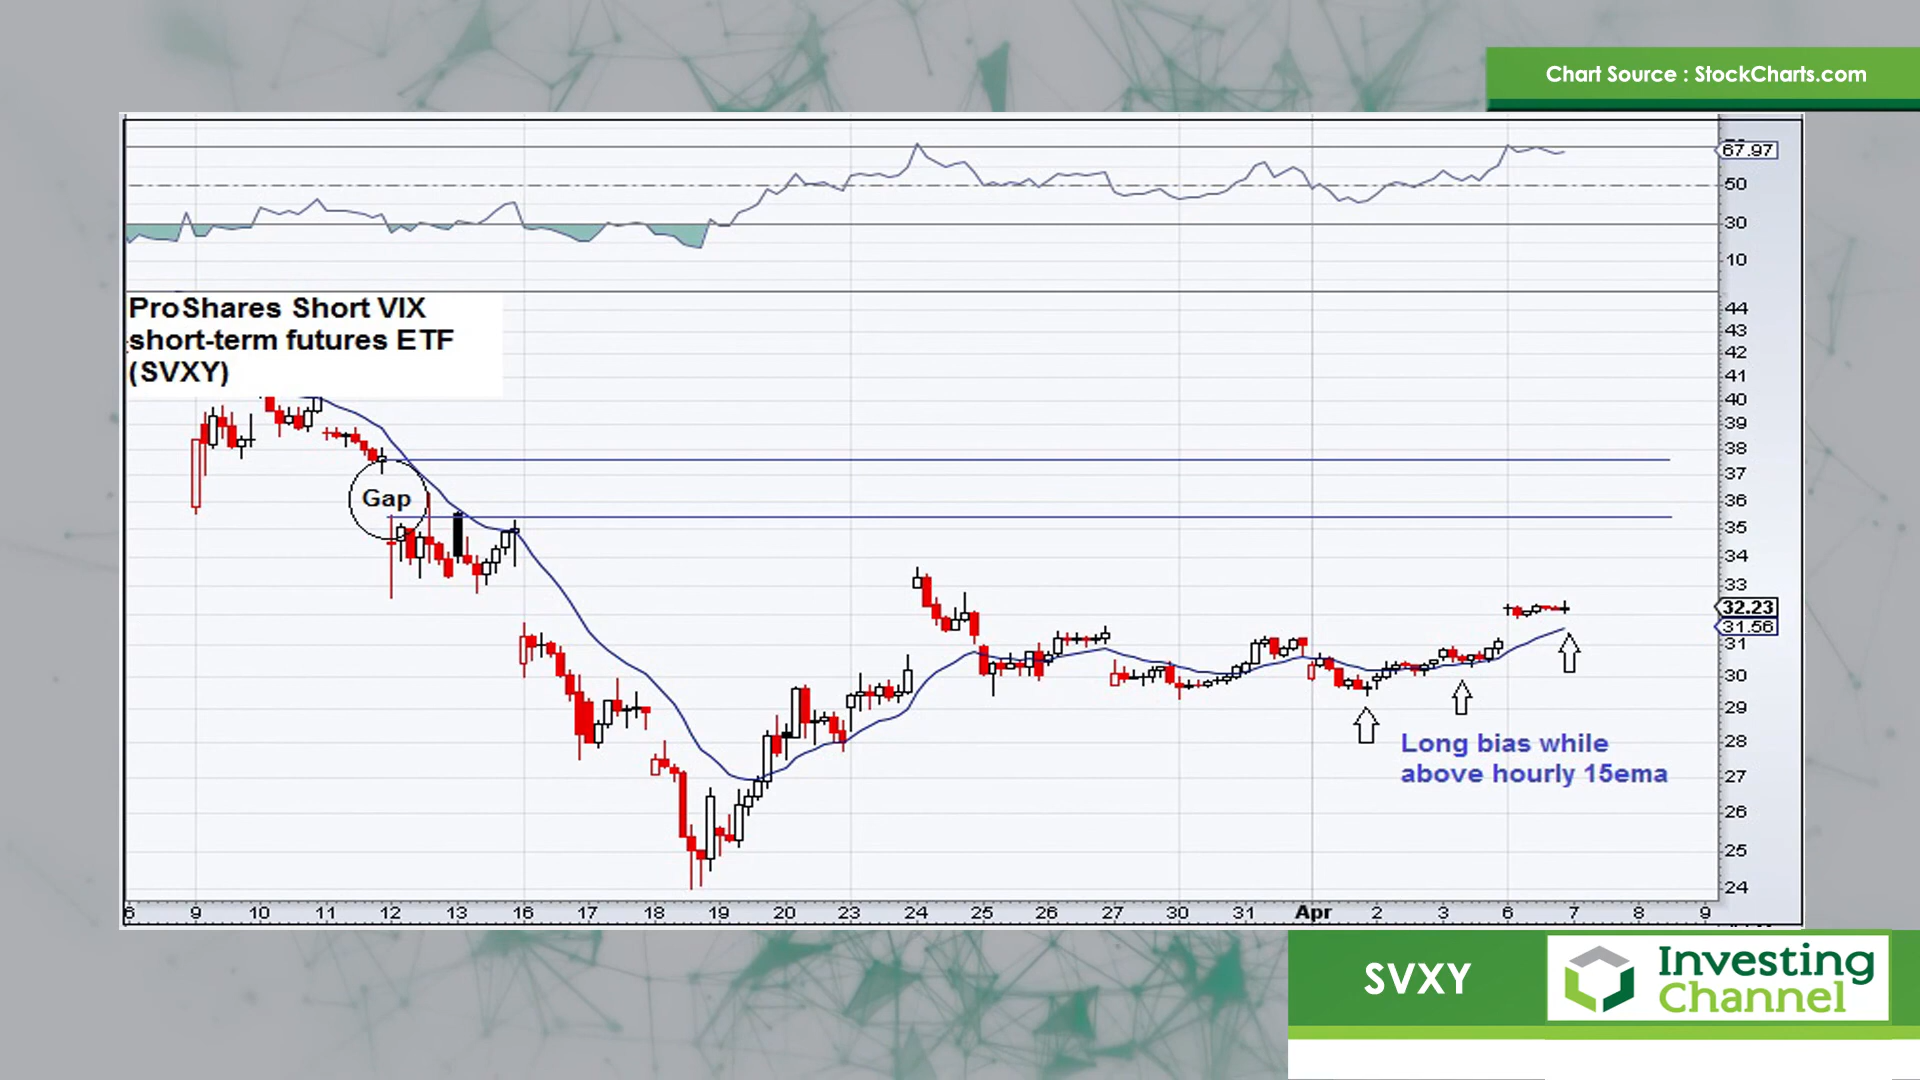 Chart Source : StockCharts.com
67.97
50
30
10
ProShares Short VIX
short-term futures ETF
(SVXY)
44
43
42
41
40
39
38
37
36
35
34
33
32.23
31.56
31
30
29
28
27
26
25
24
Gap
Long bias while
above hourly 15ema
6 9 10 11 12 13 16 17 18 19 20 23 24 25 26 27 30 31 Apr 2 3 6 7 8 9
SVXY
Investing
Channel